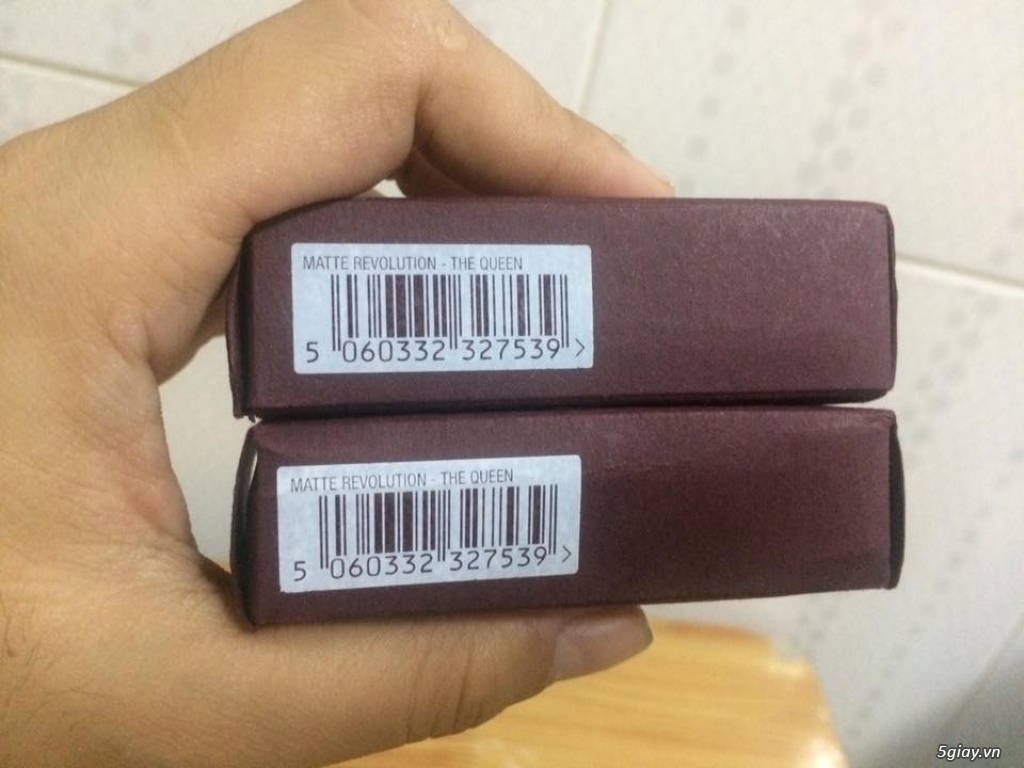 MATTE REVOLUTION - THE QUEEN
5 060332 327539 >
MATTE REVOLUTION - THE QUEEN
5 060332 327539 >
5giay.vn